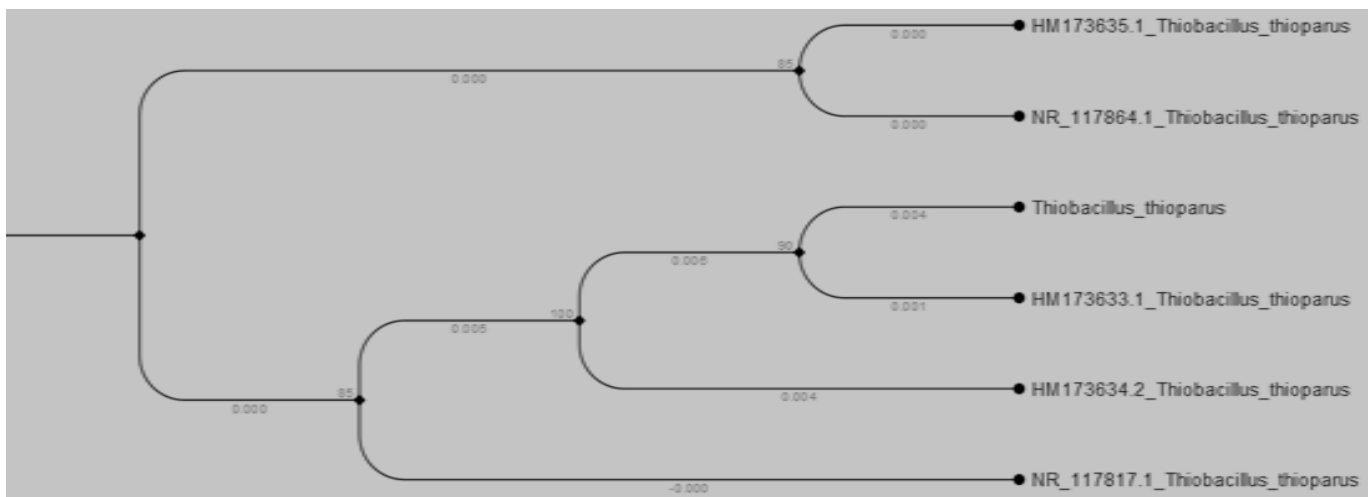 HM173635.1_Thiobacillus_thioparus
0.000
85
0.000
NR_117864.1_Thiobacillus_thioparus
0.000
Thiobacillus_thioparus
0.004
90
0.006
HM173633.1_Thiobacillus_thioparus
0.001
100
0.005
HM173634.2_Thiobacillus_thioparus
0.004
85
0.000
NR_117817.1_Thiobacillus_thioparus
-0.000